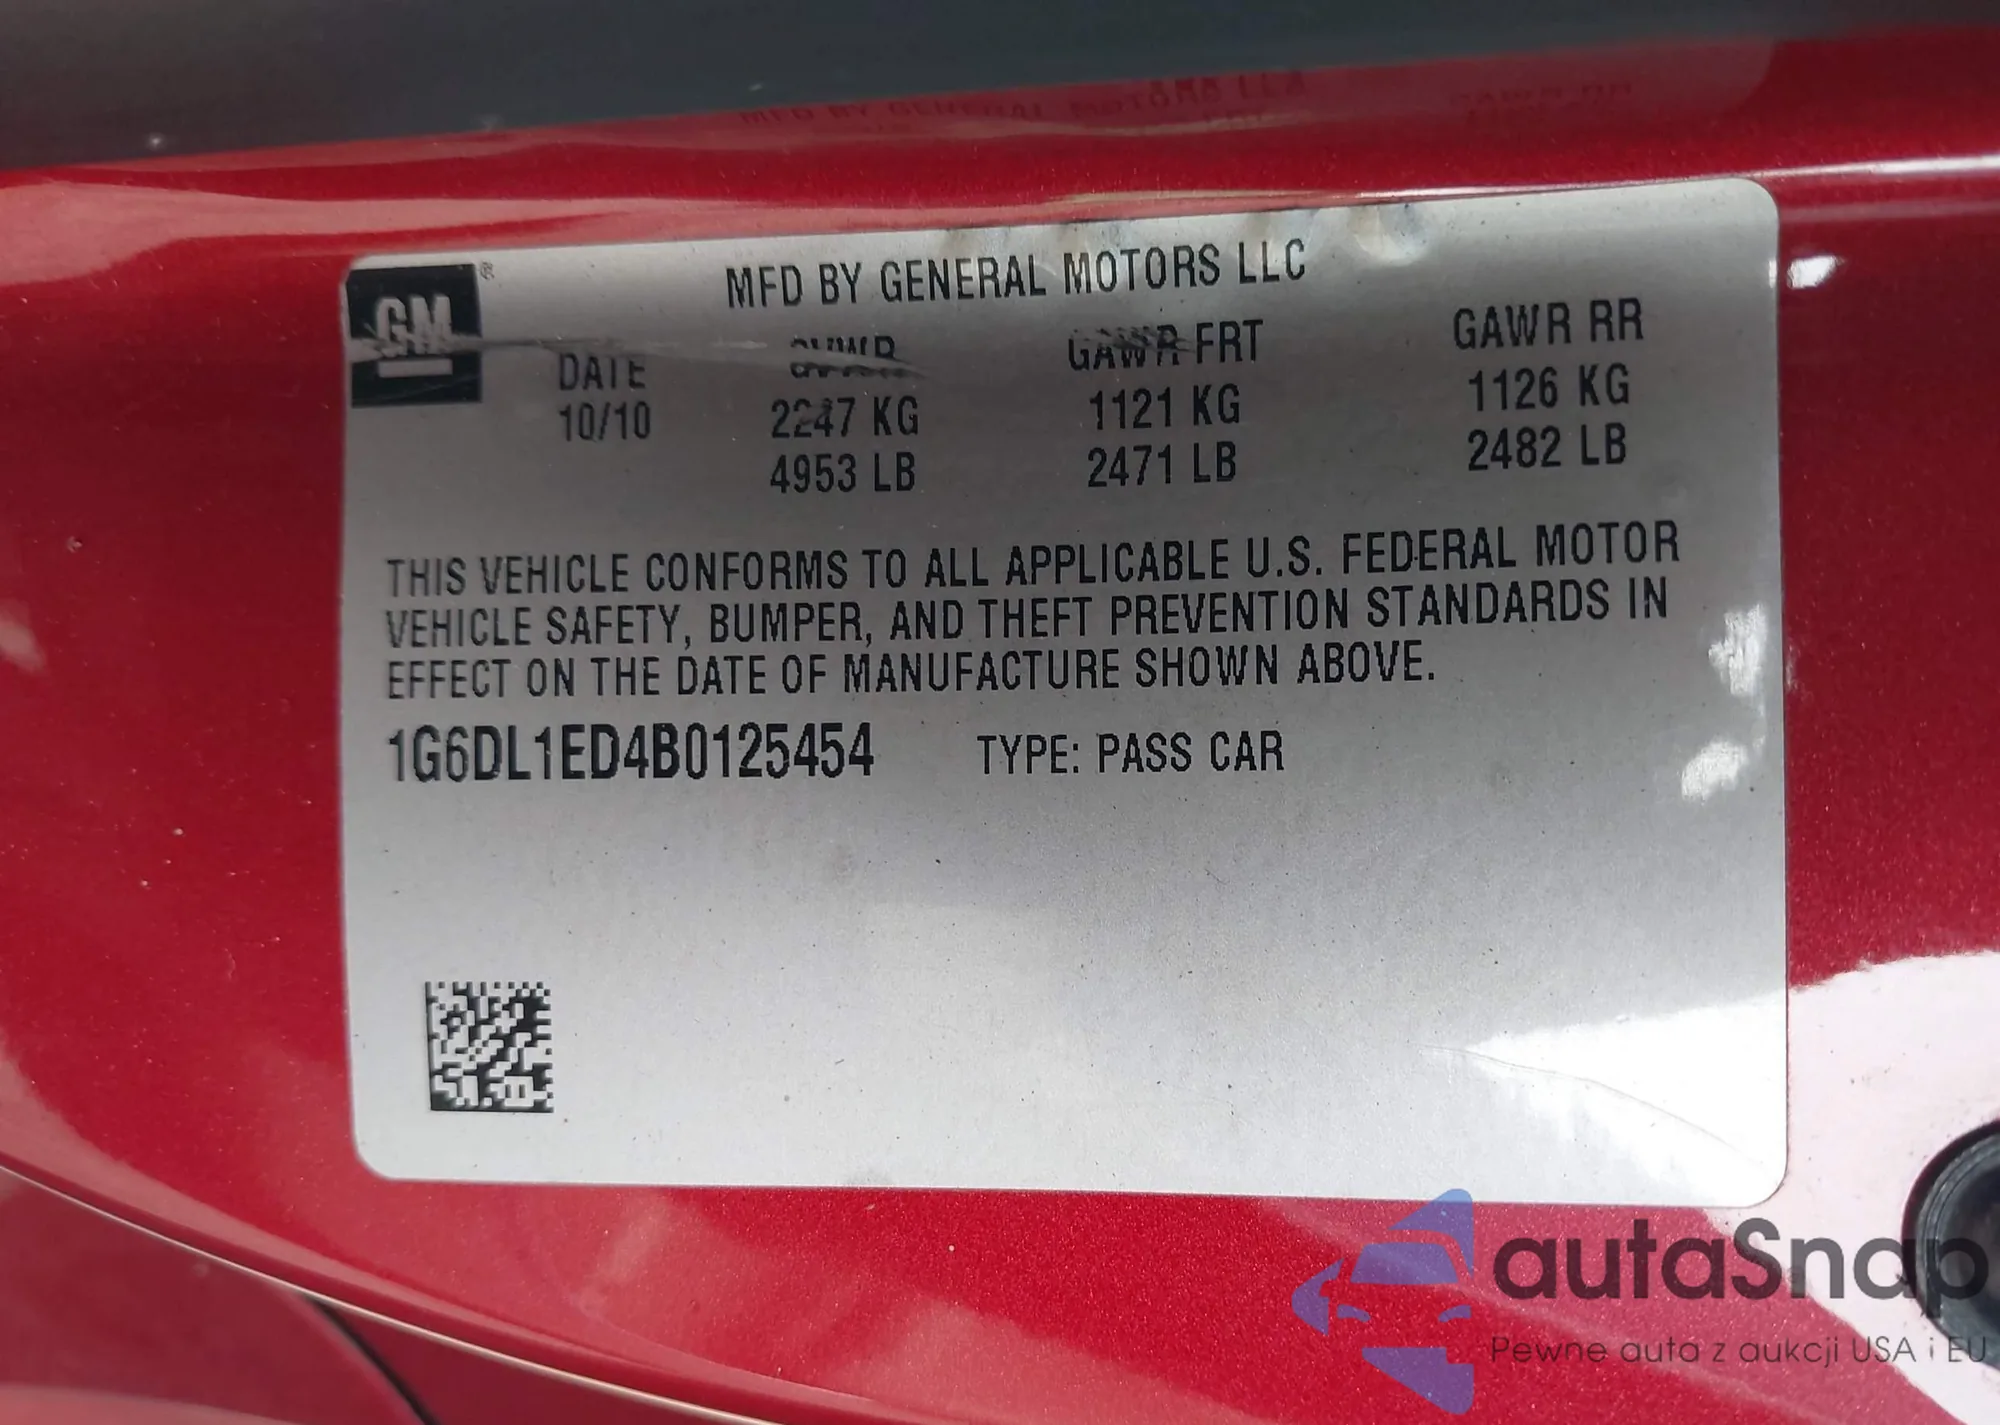 MFD BY GENERAL MOTORS LLC
GM ®
DATE GVWR GAWR FRT GAWR RR
10/10 2247 KG 1121 KG 1126 KG
4953 LB 2471 LB 2482 LB
THIS VEHICLE CONFORMS TO ALL APPLICABLE U.S. FEDERAL MOTOR
VEHICLE SAFETY, BUMPER, AND THEFT PREVENTION STANDARDS IN
EFFECT ON THE DATE OF MANUFACTURE SHOWN ABOVE.
1G6DL1ED4B0125454 TYPE: PASS CAR
autaSnap
Pewne auta z aukcji USA i EU